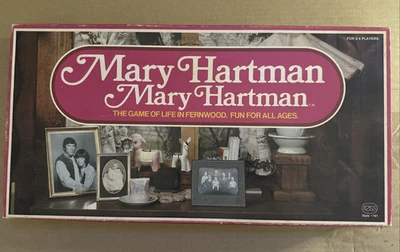 FOR 2-4 PLAYERS
Mary Hartman
Mary Hartman
THE GAME OF LIFE IN FERNWOOD. FUN FOR ALL AGES.